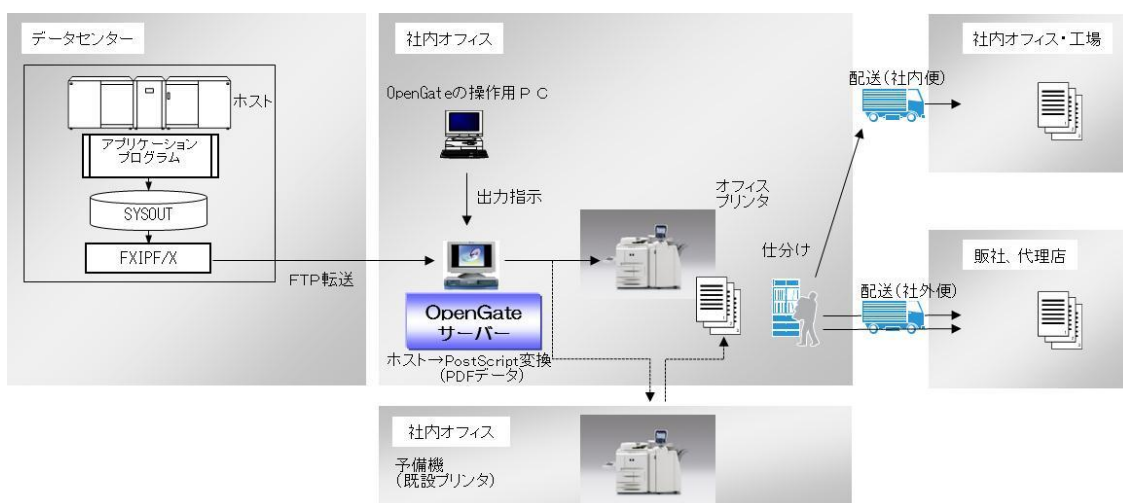 データセンター
ホスト
アプリケーション
プログラム
SYSOUT
FXIPF/X
FTP転送
社内オフィス
OpenGateの操作用PC
出力指示
OpenGate
サーバー
ホスト→PostScript変換
(PDFデータ)
オフィス
プリンタ
仕分け
配送(社内便)
配送(社外便)
社内オフィス・工場
販社、代理店
社内オフィス
予備機
(既設プリンタ)